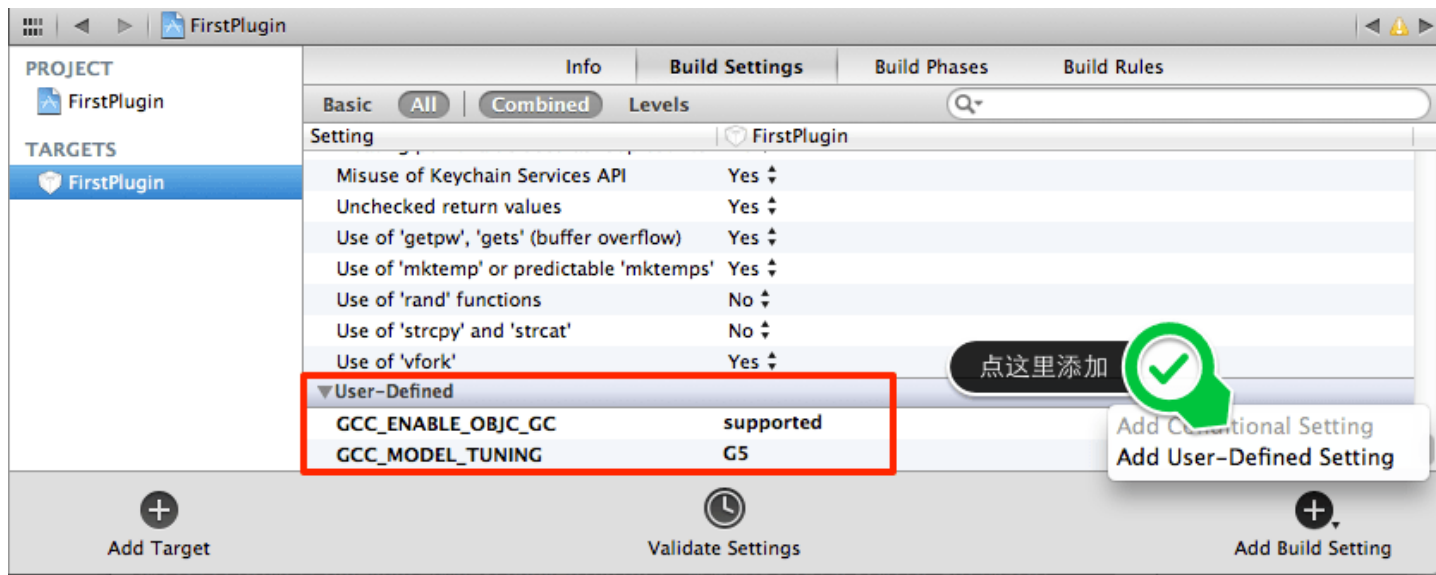 FirstPlugin
PROJECT
FirstPlugin
TARGETS
FirstPlugin
Info Build Settings Build Phases Build Rules
Basic All Combined Levels
Setting FirstPlugin
Misuse of Keychain Services API Yes
Unchecked return values Yes
Use of 'getpw', 'gets' (buffer overflow) Yes
Use of 'mktemp' or predictable 'mktemps' Yes
Use of 'rand' functions No
Use of 'strcpy' and 'strcat' No
Use of 'vfork' Yes
点这里添加
User-Defined
GCC_ENABLE_OBJC_GC supported
GCC_MODEL_TUNING G5
Add Conditional Setting
Add User-Defined Setting
Add Target Validate Settings Add Build Setting